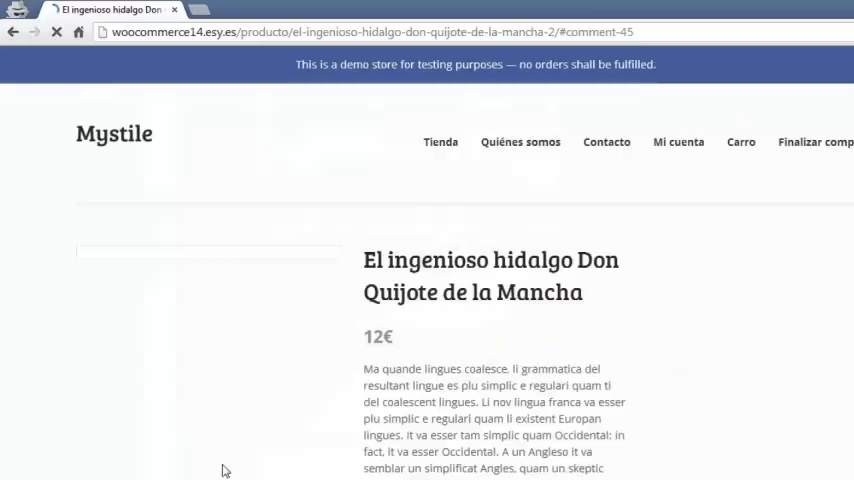 El ingenioso hidalgo Don
woocommerce14.esy.es/producto/el-ingenioso-hidalgo-don-quijote-de-la-mancha-2/#comment-45
This is a demo store for testing purposes — no orders shall be fulfilled.
Mystile
Tienda Quiénes somos Contacto Mi cuenta Carro Finalizar comp
El ingenioso hidalgo Don
Quijote de la Mancha
12€
Ma quande lingues coalesce, li grammatica del
resultant lingue es plu simplic e regulari quam ti
del coalescent lingues. Li nov lingua franca va esser
plu simplic e regulari quam li existent Europan
lingues. It va esser tam simplic quam Occidental: in
fact, it va esser Occidental. A un Angleso it va
semblar un simplificat Angles, quam un skeptic